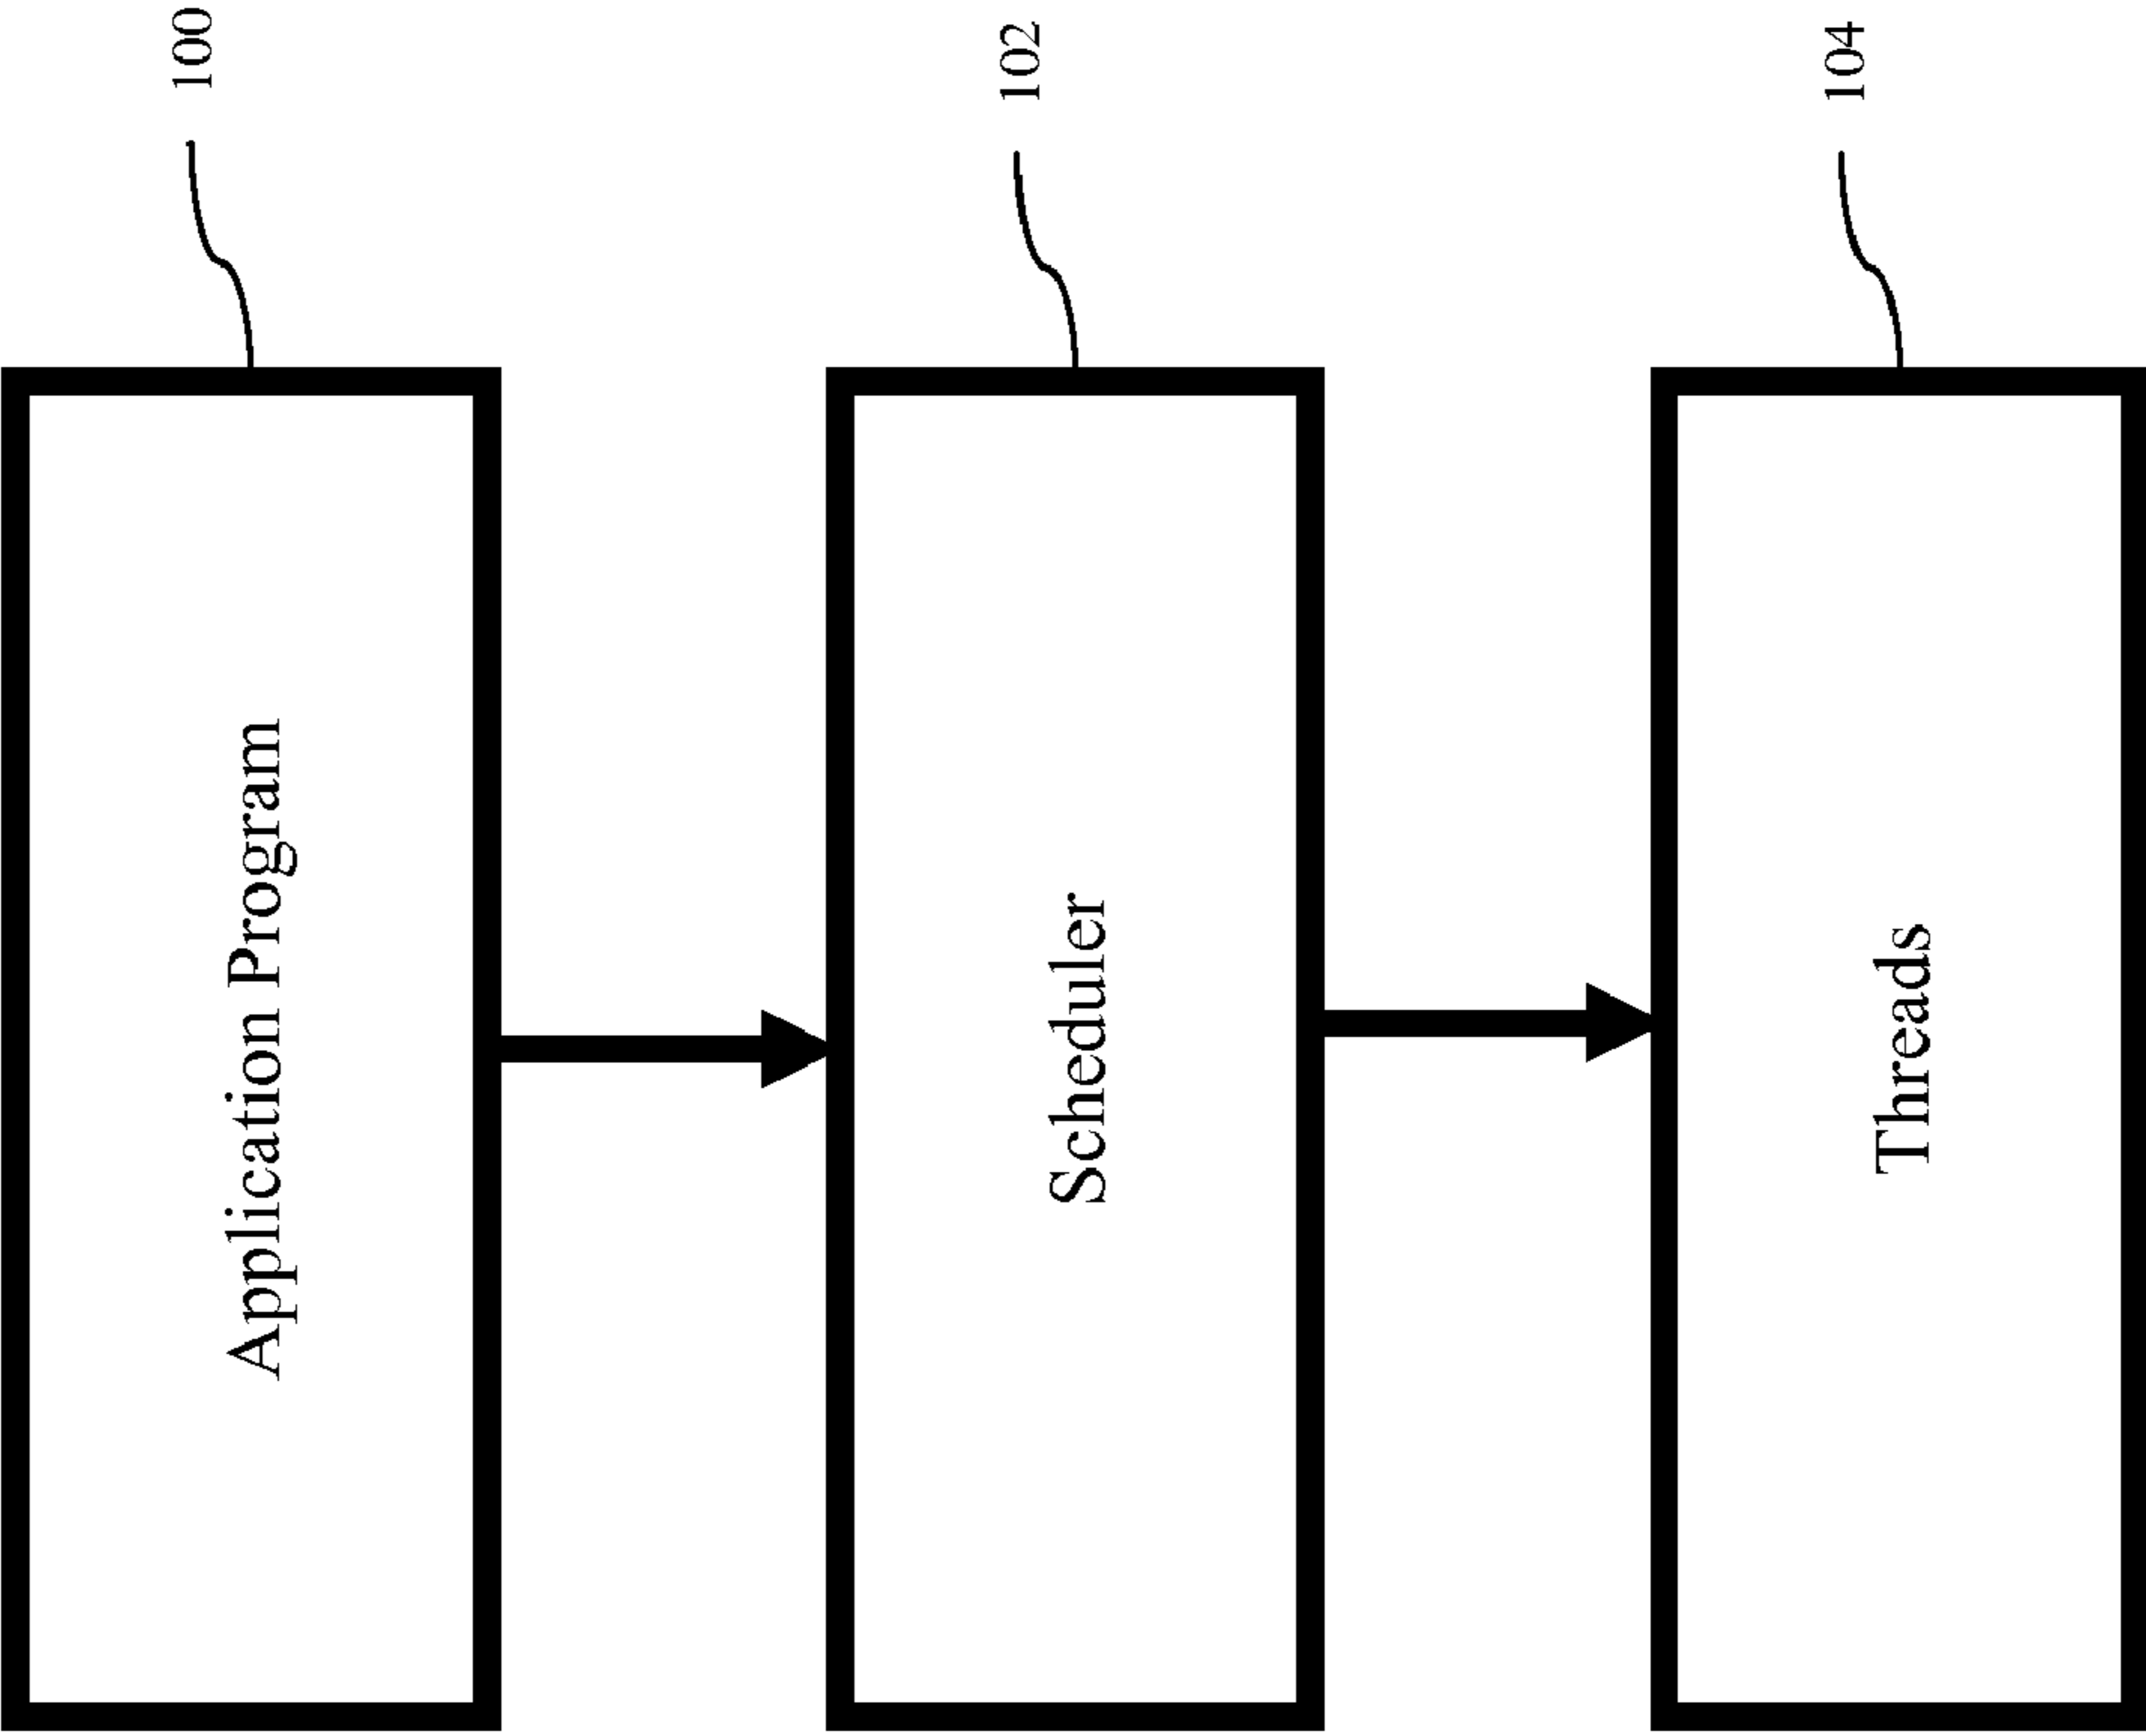 Application Program
100
Scheduler
102
Threads
104